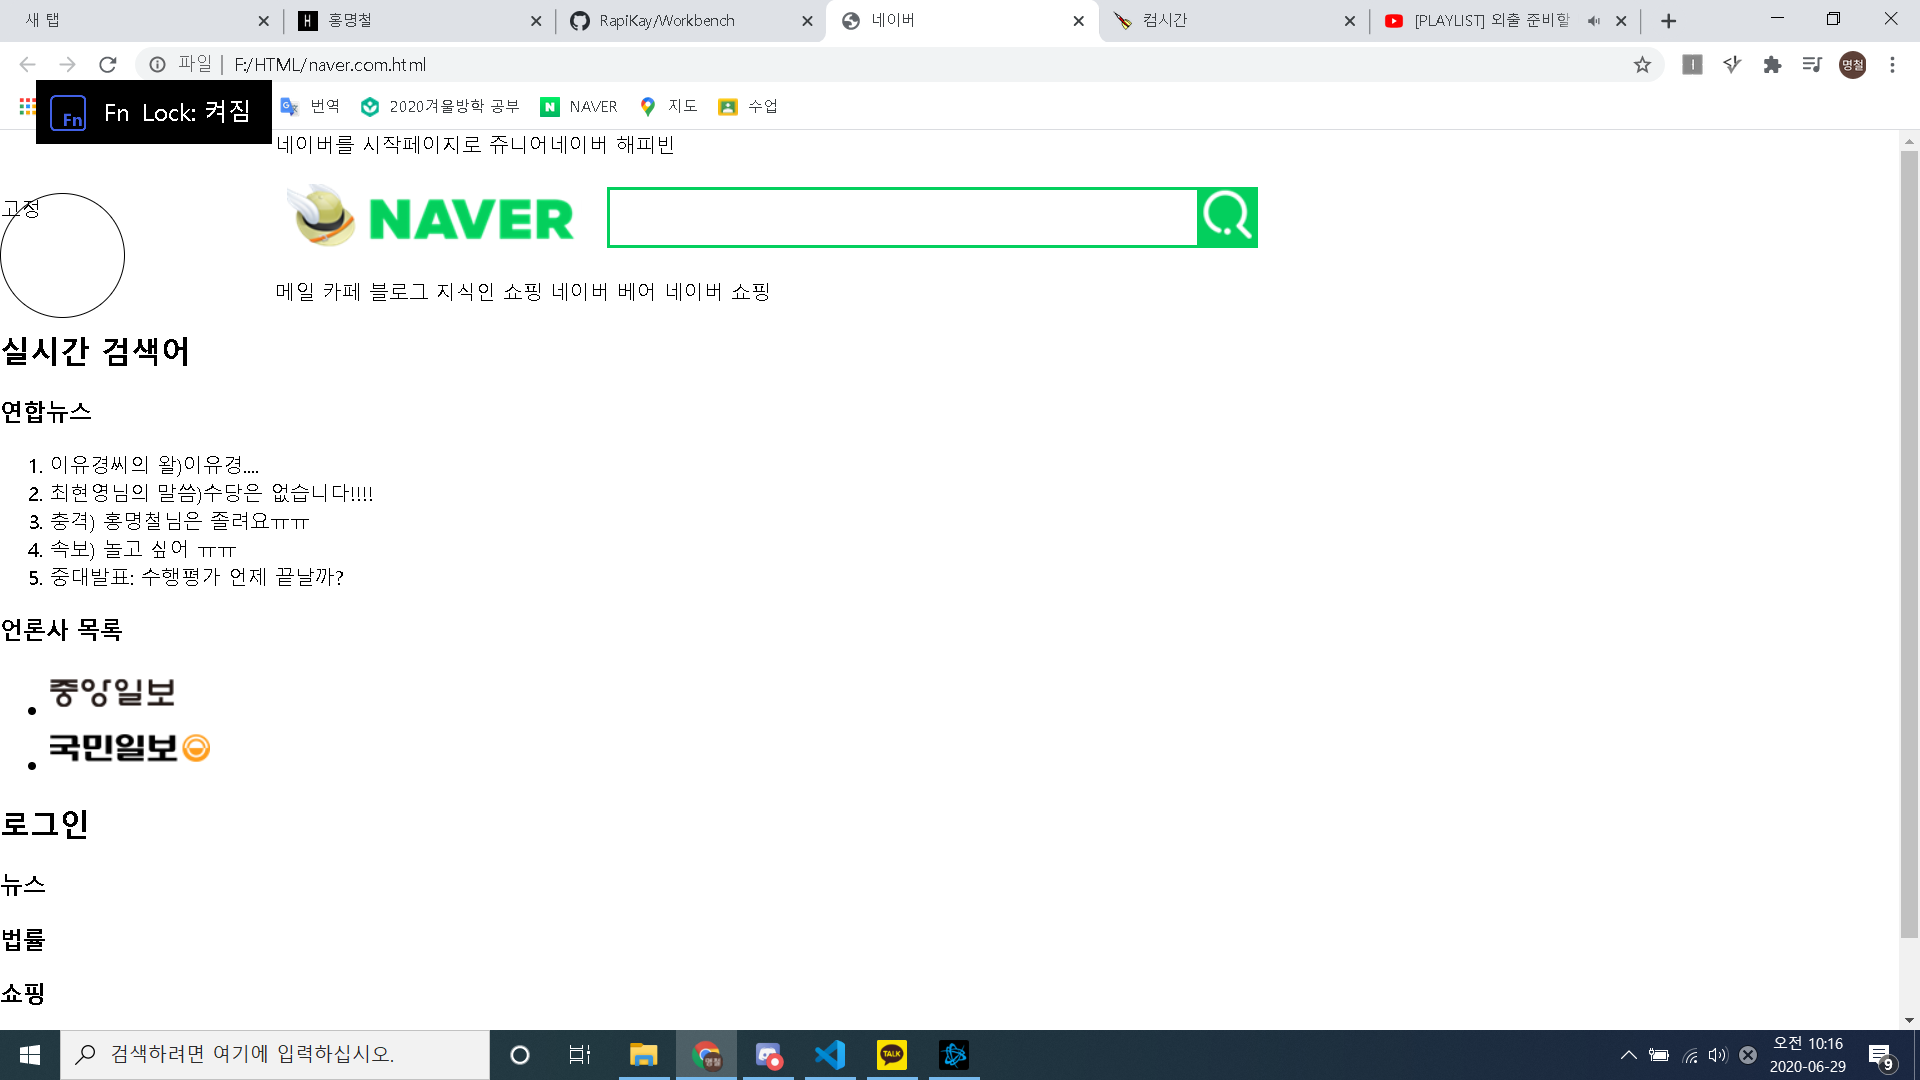 새 탭
홍명철
RapiKay/Workbench
네이버
컴시간
[PLAYLIST] 외출 준비할
파일 | F:/HTML/naver.com.html
명철
Fn Fn Lock: 켜짐
번역
2020겨울방학 공부
NAVER
지도
수업
네이버를 시작페이지로 쥬니어네이버 해피빈
고정
NAVER
메일 카페 블로그 지식인 쇼핑 네이버 베어 네이버 쇼핑
실시간 검색어
연합뉴스
1. 이유경씨의 왈)이유경....
2. 최현영님의 말씀)수당은 없습니다!!!!
3. 충격) 홍명철님은 졸려요ㅠㅠ
4. 속보) 놀고 싶어 ㅠㅠ
5. 중대발표: 수행평가 언제 끝날까?
언론사 목록
중앙일보
국민일보
로그인
뉴스
법률
쇼핑
검색하려면 여기에 입력하십시오.
명철
TALK
오전 10:16
2020-06-29
9